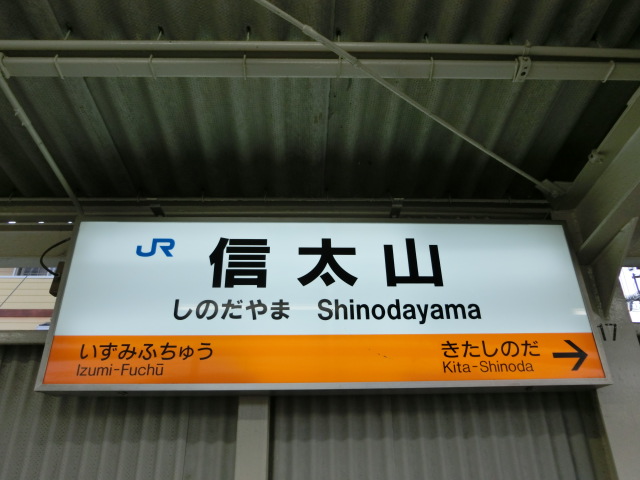 JR 信太山
しのだやま Shinodayama
いずみふちゅう きたしのだ →
Izumi-Fuchū Kita-Shinoda
17